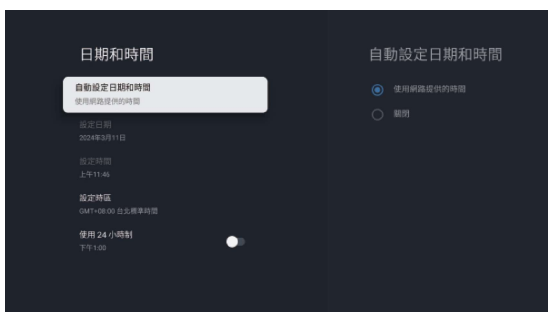 日期和時間
自動設定日期和時間
使用網路提供的時間
設定日期
2024年3月11日
設定時間
上午11:46
設定時區
GMT+08:00 台北標準時間
使用 24 小時制
下午1:00
自動設定日期和時間
使用網路提供的時間
關閉